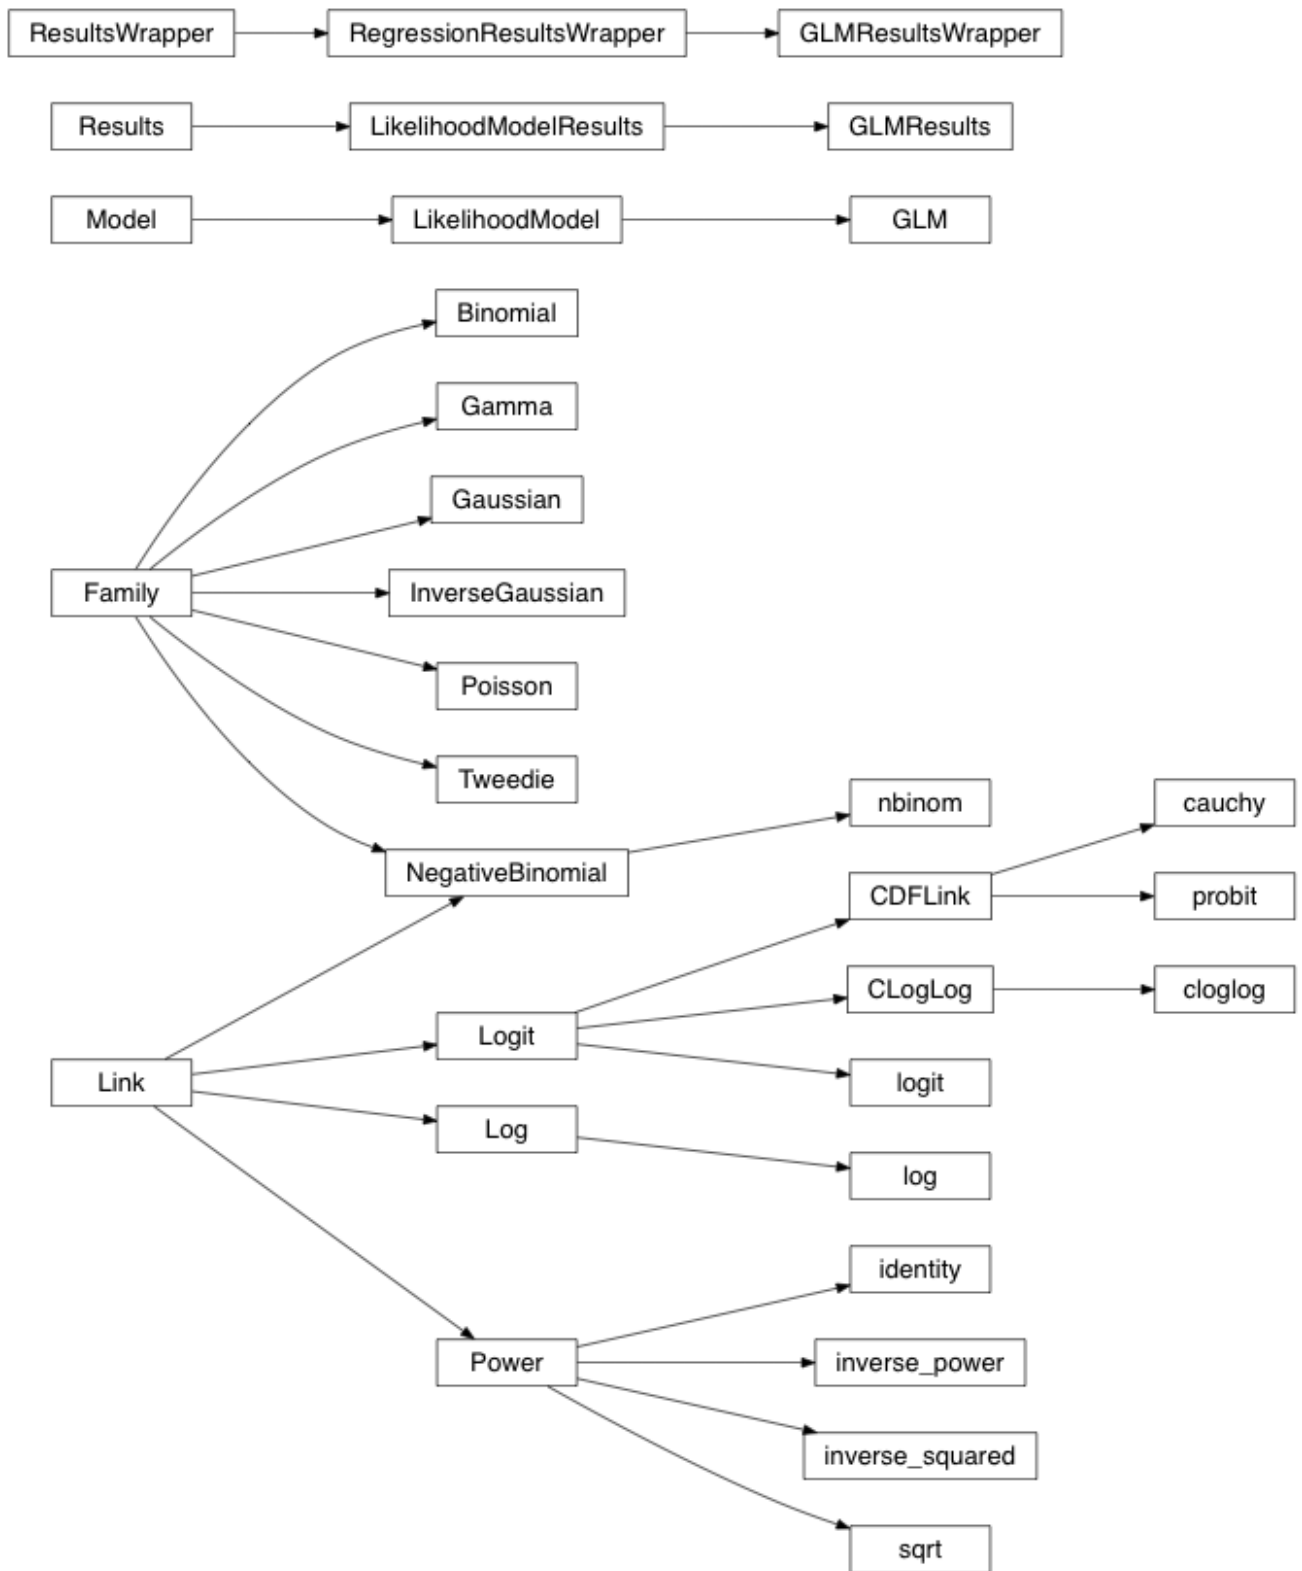 ResultsWrapper
RegressionResultsWrapper
GLMResultsWrapper
Results
LikelihoodModelResults
GLMResults
Model
LikelihoodModel
GLM
Binomial
Gamma
Gaussian
Family
InverseGaussian
Poisson
Tweedie
nbinom
cauchy
NegativeBinomial
CDFLink
probit
CLogLog
cloglog
Logit
Link
logit
Log
log
identity
Power
inverse_power
inverse_squared
sqrt